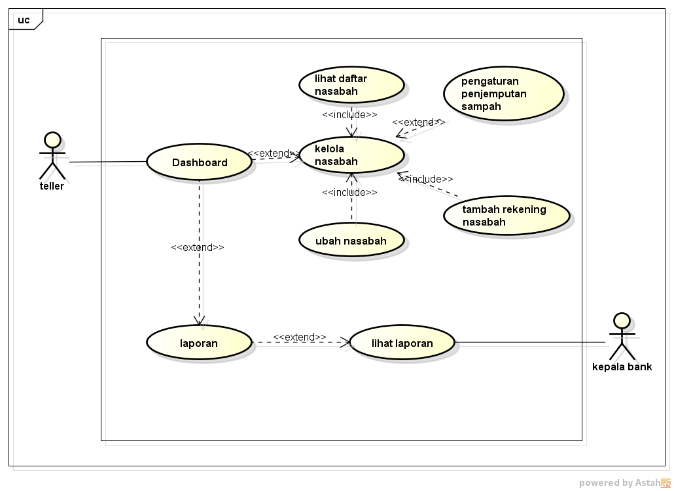 uc
lihat daftar
nasabah
pengaturan
penjemputan
sampah
<<include>>
<<extend>>
teller
Dashboard
<<extend>>
kelola
nasabah
<<include>>
<<include>>
tambah rekening
nasabah
ubah nasabah
<<extend>>
laporan
<<extend>>
lihat laporan
kepala bank
powered by Astah